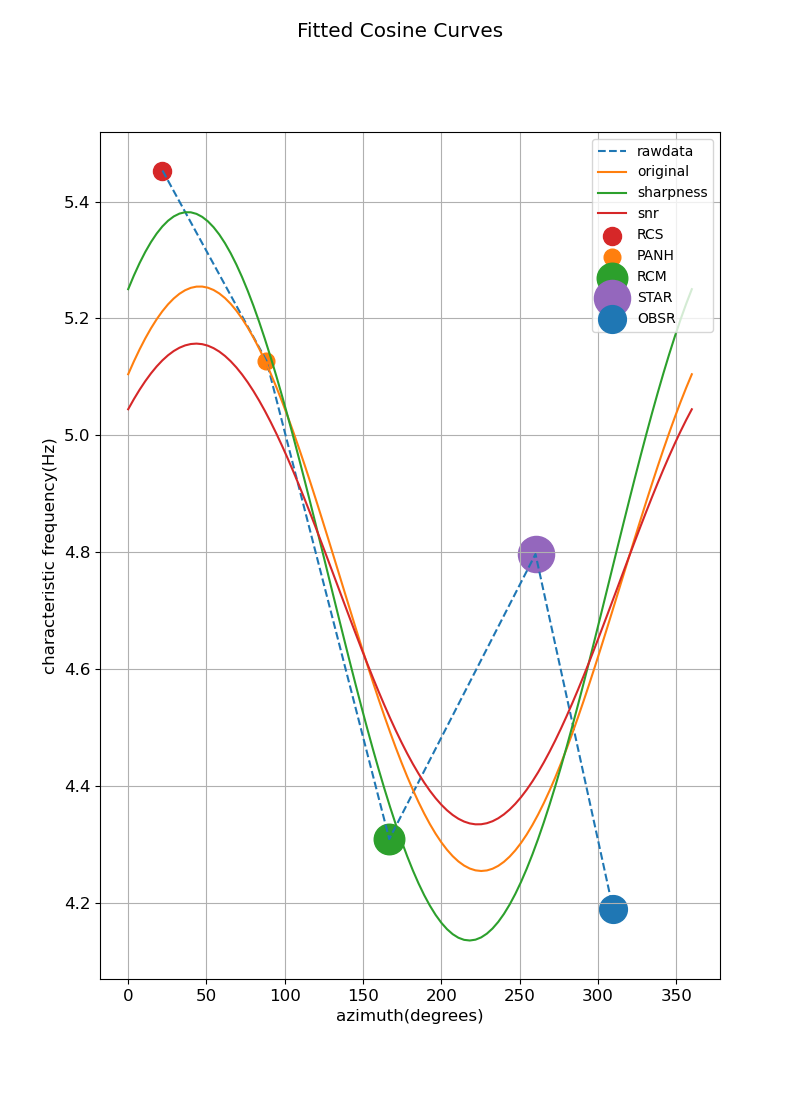 Fitted Cosine Curves
rawdata
original
sharpness
snr
RCS
PANH
RCM
STAR
OBSR
5.4
5.2
5.0
4.8
4.6
4.4
4.2
characteristic frequency(Hz)
0 50 100 150 200 250 300 350
azimuth(degrees)